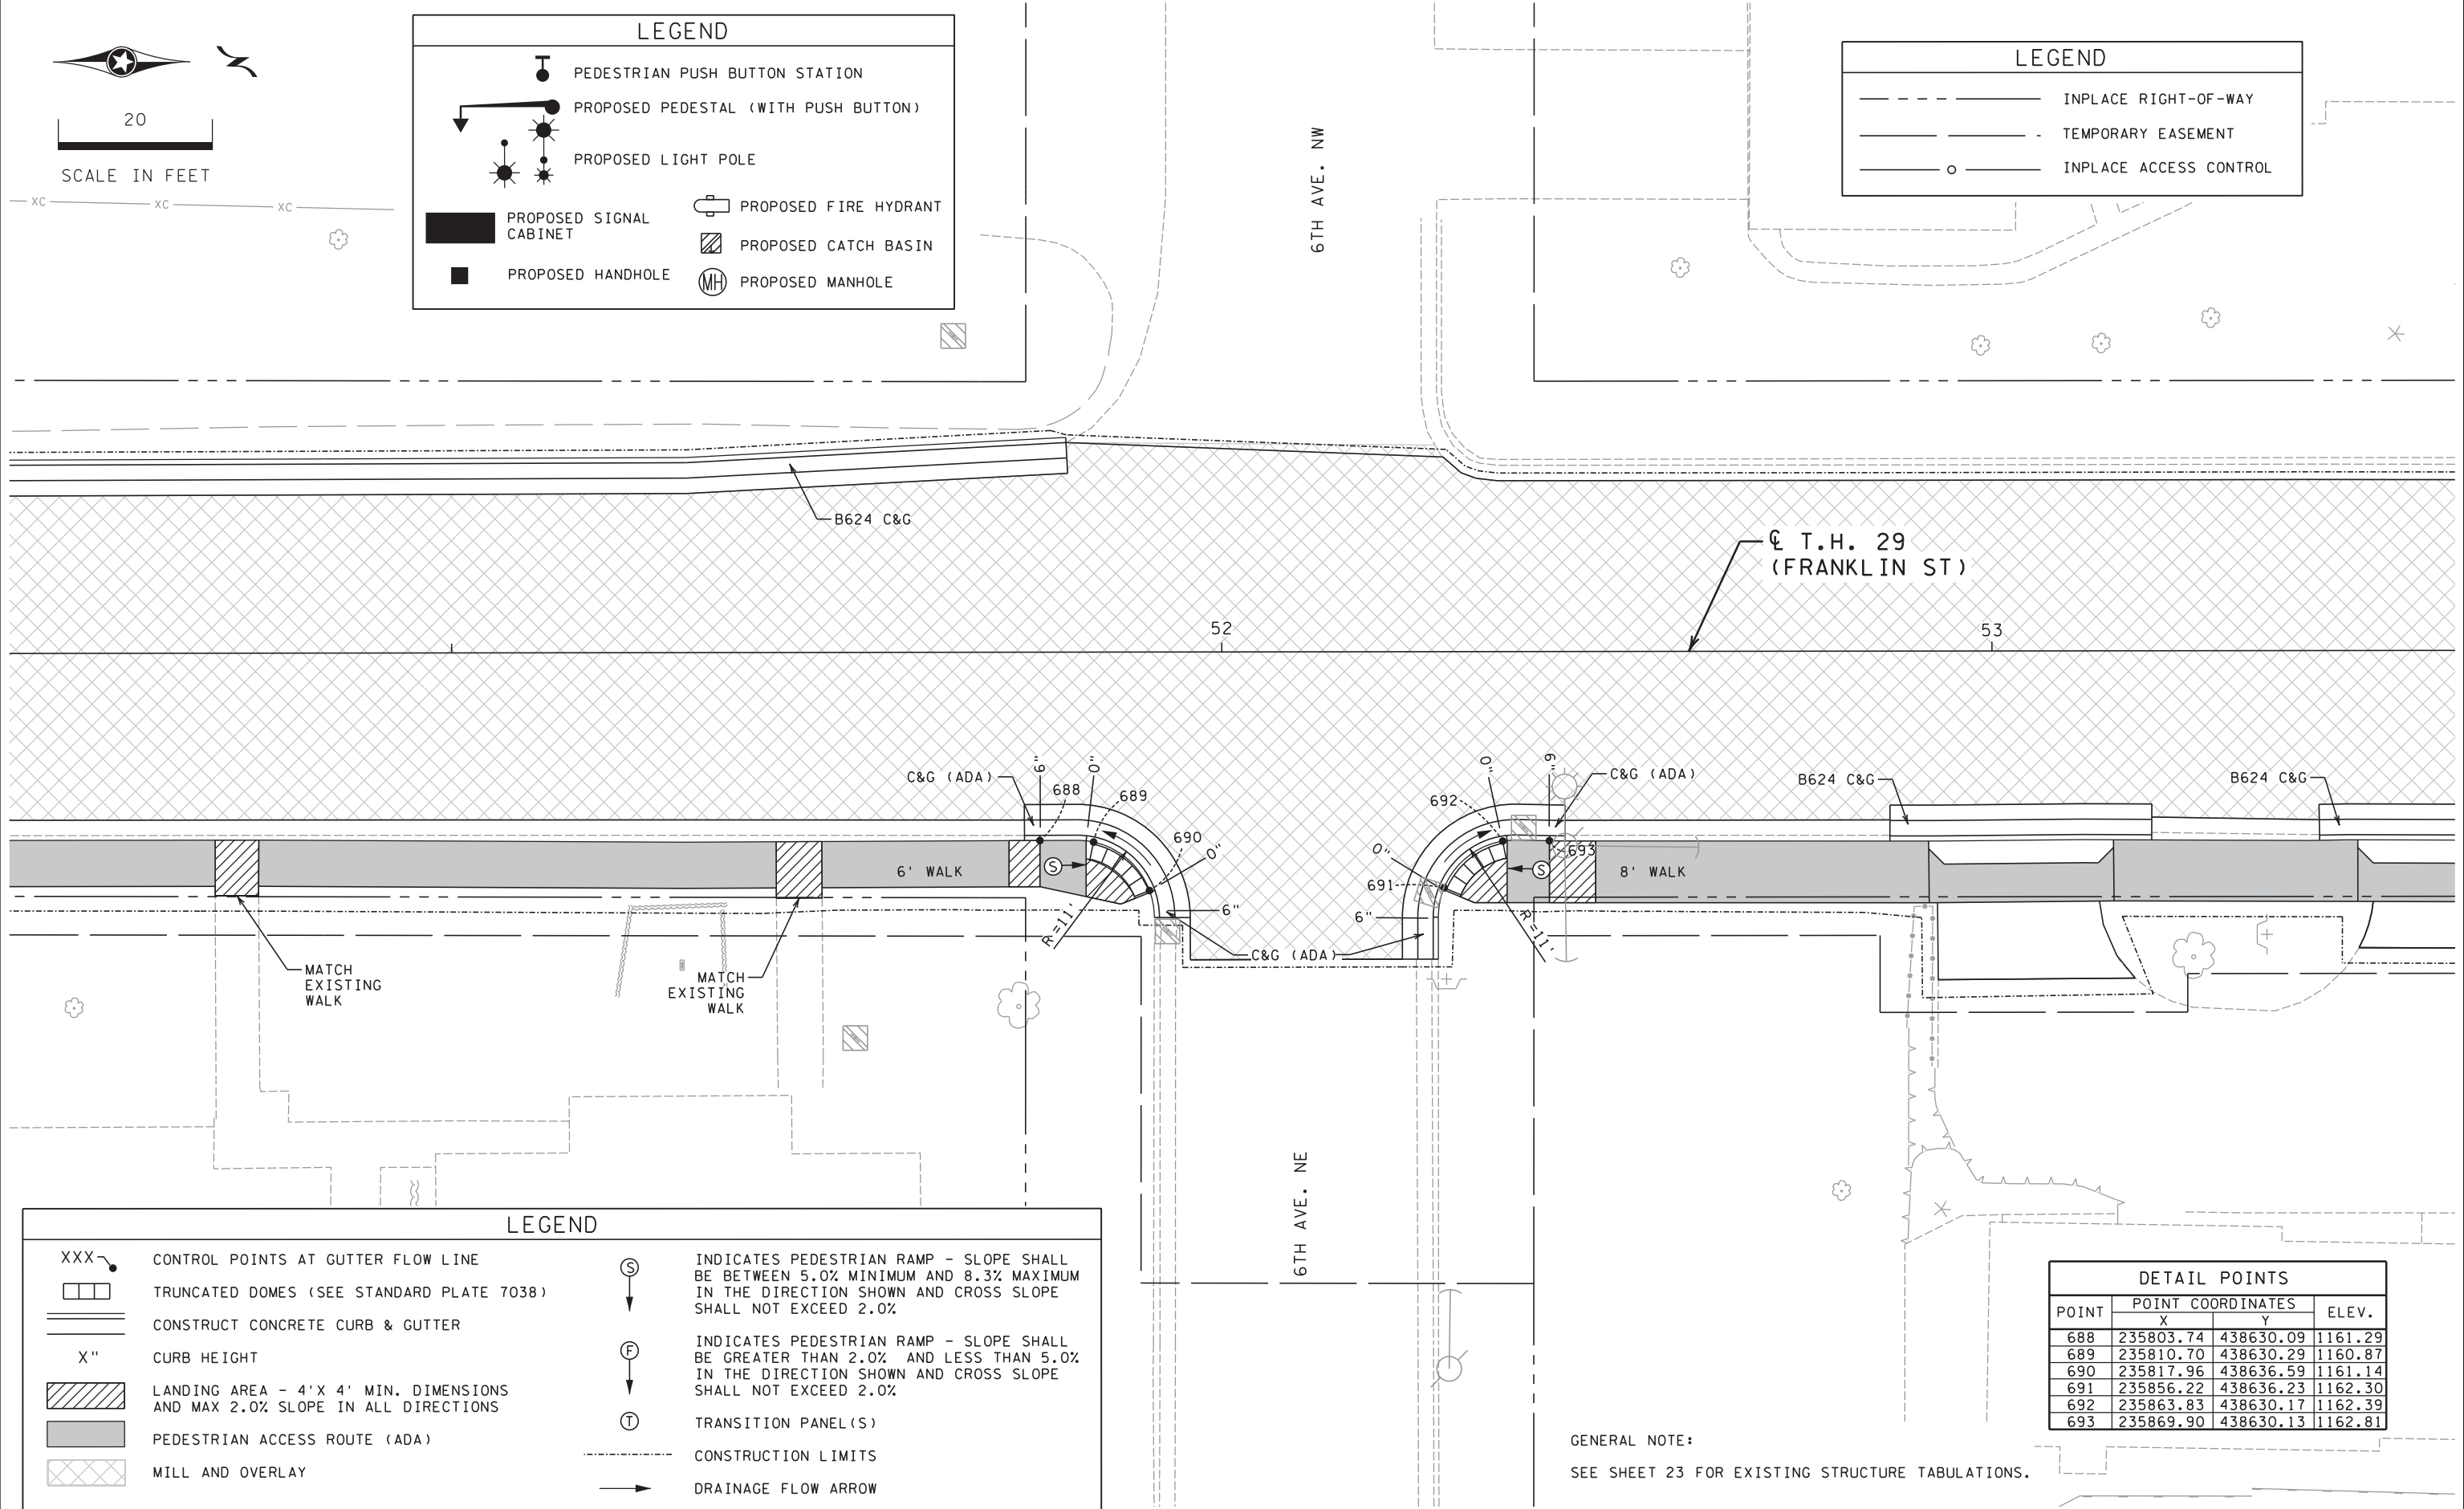 LEGEND
PEDESTRIAN PUSH BUTTON STATION
PROPOSED PEDESTAL (WITH PUSH BUTTON)
PROPOSED LIGHT POLE
PROPOSED SIGNAL
CABINET
PROPOSED HANDHOLE
PROPOSED FIRE HYDRANT
PROPOSED CATCH BASIN
MH PROPOSED MANHOLE
20
SCALE IN FEET
XC
XC
XC
6TH AVE. NW
LEGEND
INPLACE RIGHT-OF-WAY
TEMPORARY EASEMENT
INPLACE ACCESS CONTROL
B624 C&G
℄ T.H. 29
(FRANKLIN ST)
52
53
C&G (ADA)
6"
0"
688
689
690
0"
6"
R=11'
S
6' WALK
MATCH
EXISTING
WALK
MATCH
EXISTING
WALK
C&G (ADA)
0"
6"
C&G (ADA)
692
693
0"
691
6"
R=11'
S
8' WALK
B624 C&G
B624 C&G
6TH AVE. NE
LEGEND
XXX CONTROL POINTS AT GUTTER FLOW LINE
TRUNCATED DOMES (SEE STANDARD PLATE 7038)
CONSTRUCT CONCRETE CURB & GUTTER
X" CURB HEIGHT
LANDING AREA - 4'X 4' MIN. DIMENSIONS
AND MAX 2.0% SLOPE IN ALL DIRECTIONS
PEDESTRIAN ACCESS ROUTE (ADA)
MILL AND OVERLAY
S INDICATES PEDESTRIAN RAMP - SLOPE SHALL
BE BETWEEN 5.0% MINIMUM AND 8.3% MAXIMUM
IN THE DIRECTION SHOWN AND CROSS SLOPE
SHALL NOT EXCEED 2.0%
F INDICATES PEDESTRIAN RAMP - SLOPE SHALL
BE GREATER THAN 2.0% AND LESS THAN 5.0%
IN THE DIRECTION SHOWN AND CROSS SLOPE
SHALL NOT EXCEED 2.0%
T TRANSITION PANEL(S)
CONSTRUCTION LIMITS
DRAINAGE FLOW ARROW
GENERAL NOTE:
SEE SHEET 23 FOR EXISTING STRUCTURE TABULATIONS.
DETAIL POINTS
POINT POINT COORDINATES ELEV.
X Y
688 235803.74 438630.09 1161.29
689 235810.70 438630.29 1160.87
690 235817.96 438636.59 1161.14
691 235856.22 438636.23 1162.30
692 235863.83 438630.17 1162.39
693 235869.90 438630.13 1162.81